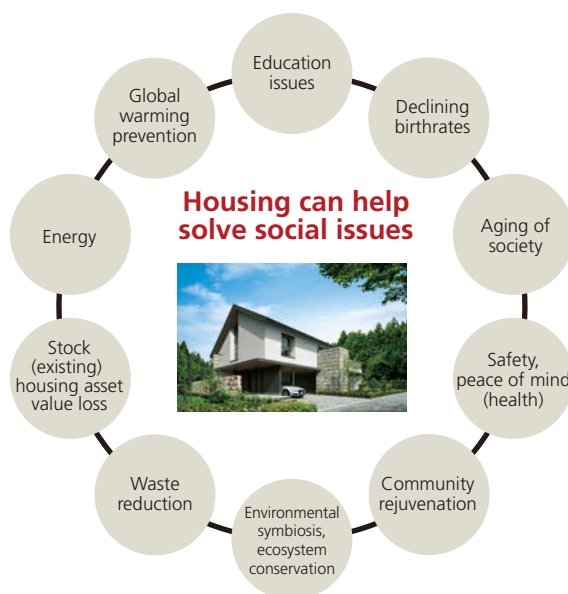 Education
issues
Declining
birthrates
Aging of
society
Safety,
peace of mind
(health)
Community
rejuvenation
Environmental
symbiosis,
ecosystem
conservation
Waste
reduction
Stock
(existing)
housing asset
value loss
Energy
Global
warming
prevention
Housing can help
solve social issues